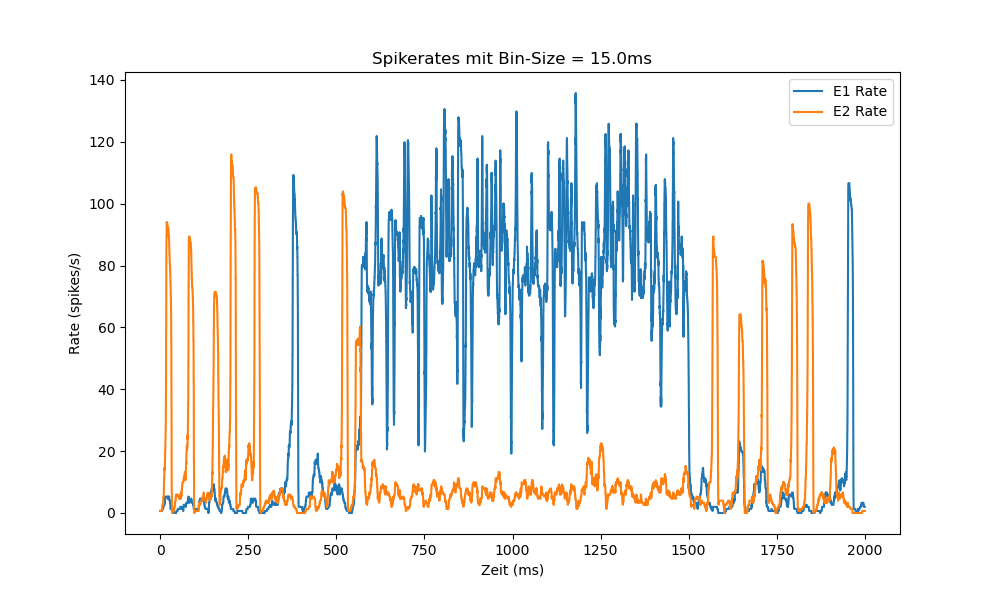 Spikerates mit Bin-Size = 15.0ms
E1 Rate
E2 Rate
Rate (spikes/s)
140
120
100
80
60
40
20
0
0 250 500 750 1000 1250 1500 1750 2000
Zeit (ms)